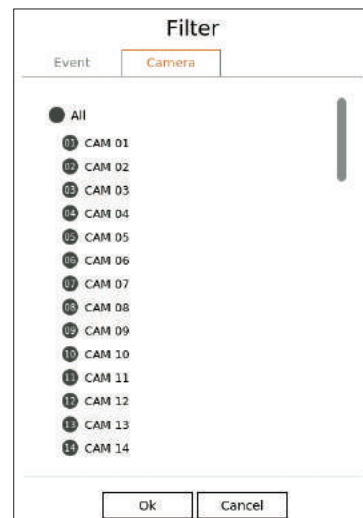 Filter
Event Camera
All
01 CAM 01
02 CAM 02
03 CAM 03
04 CAM 04
05 CAM 05
06 CAM 06
07 CAM 07
08 CAM 08
09 CAM 09
10 CAM 10
11 CAM 11
12 CAM 12
13 CAM 13
14 CAM 14
Ok Cancel